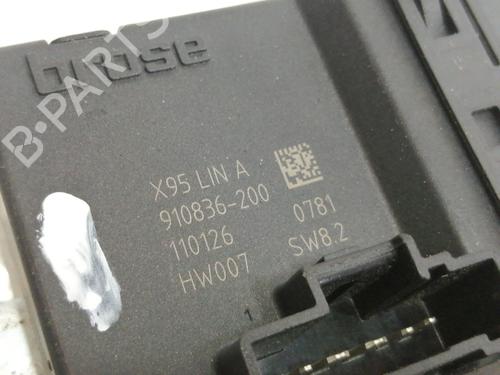 brose
B-PARTS
X95 LIN A
910836-200
110126 0781
HW007 SW8.2
1